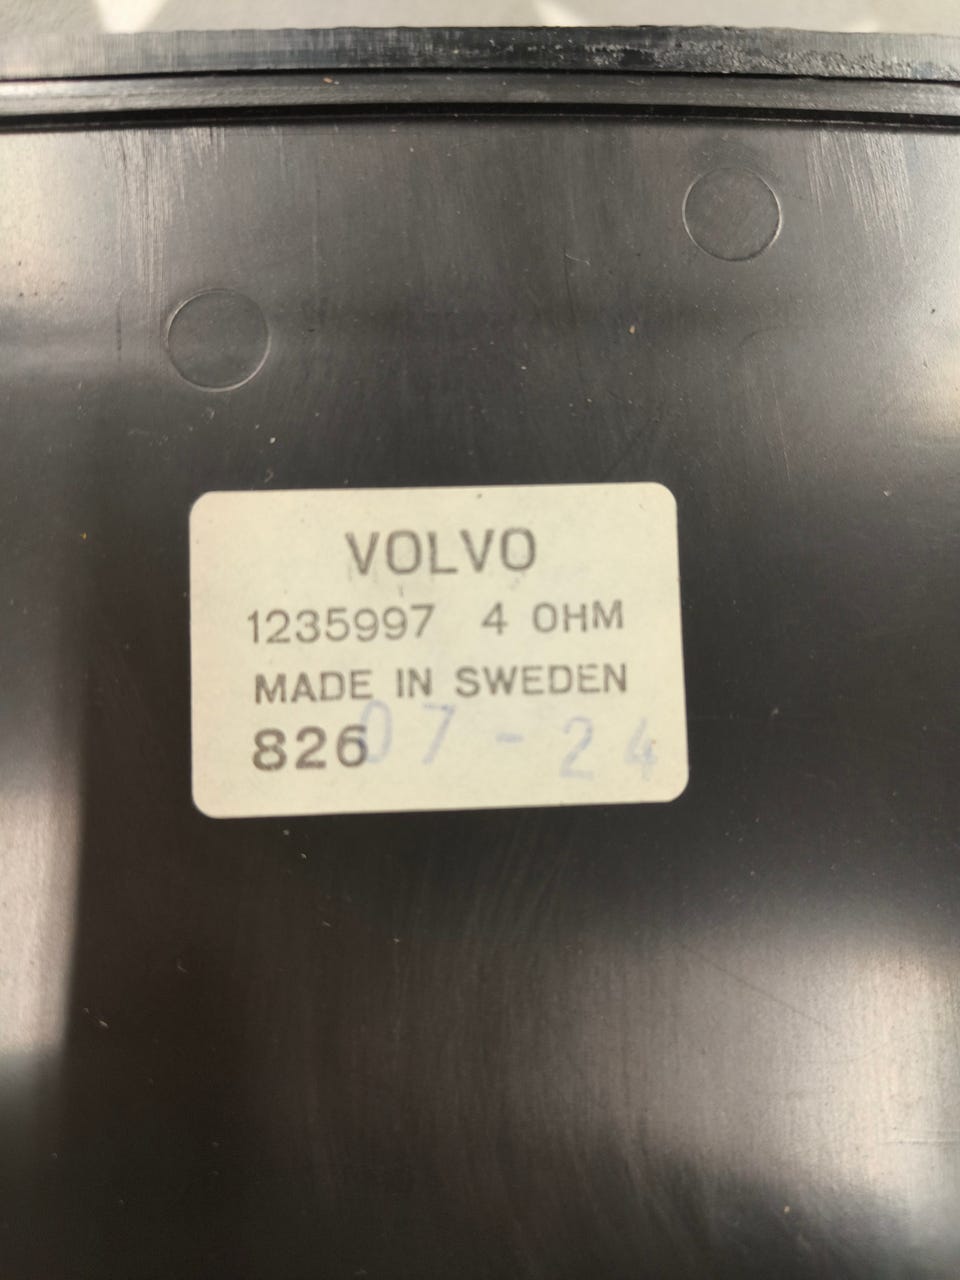 VOLVO
1235997 4 OHM
MADE IN SWEDEN
826 07-24